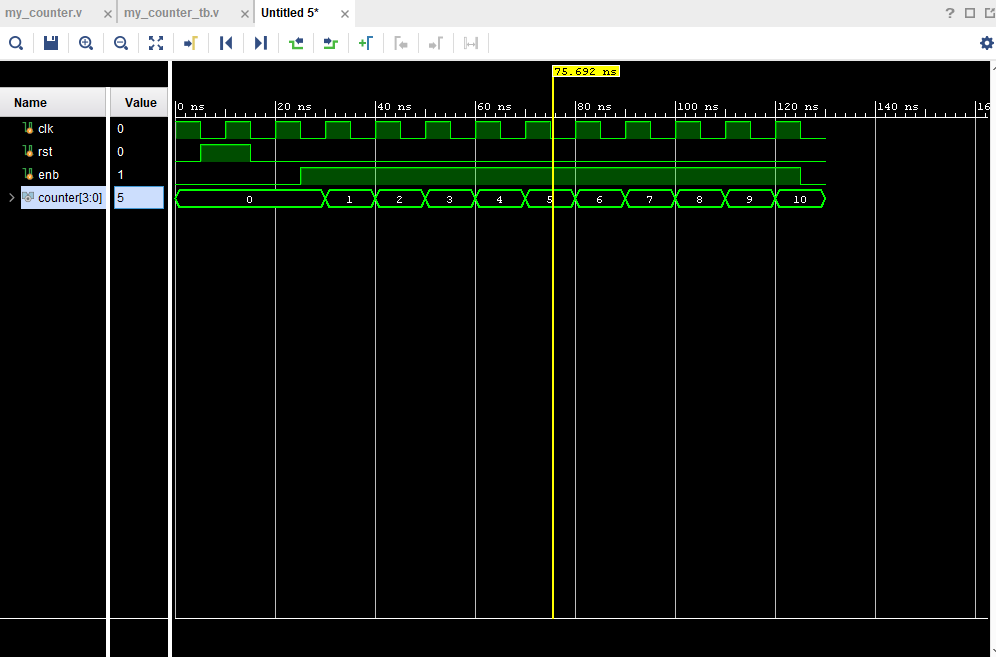 my_counter.v × my_counter_tb.v × Untitled 5* × ?
75.692 ns
Name Value 0 ns 20 ns 40 ns 60 ns 80 ns 100 ns 120 ns 140 ns 16
clk 0
rst 0
enb 1
counter[3:0] 5 0 1 2 3 4 5 6 7 8 9 10